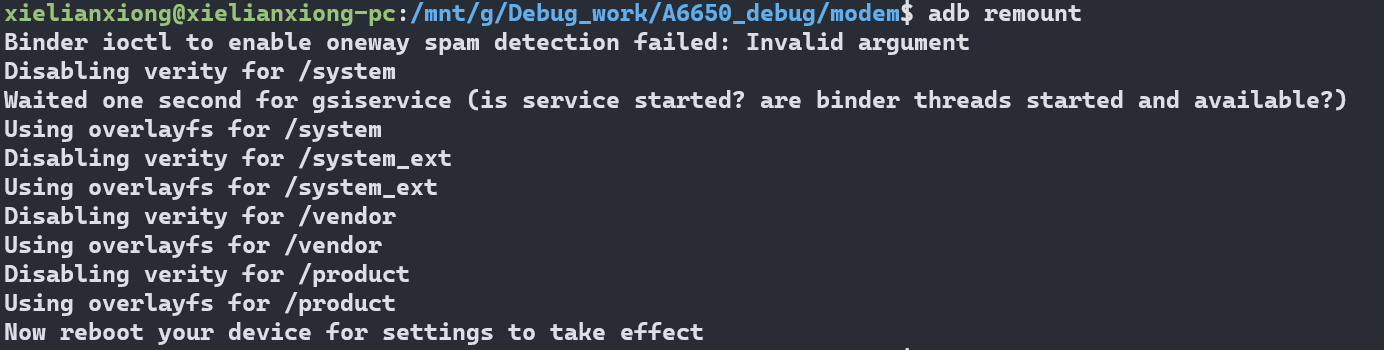 xielianxiong@xielianxiong-pc:/mnt/g/Debug_work/A6650_debug/modem$ adb remount
Binder ioctl to enable oneway spam detection failed: Invalid argument
Disabling verity for /system
Waited one second for gsiservice (is service started? are binder threads started and available?)
Using overlayfs for /system
Disabling verity for /system_ext
Using overlayfs for /system_ext
Disabling verity for /vendor
Using overlayfs for /vendor
Disabling verity for /product
Using overlayfs for /product
Now reboot your device for settings to take effect